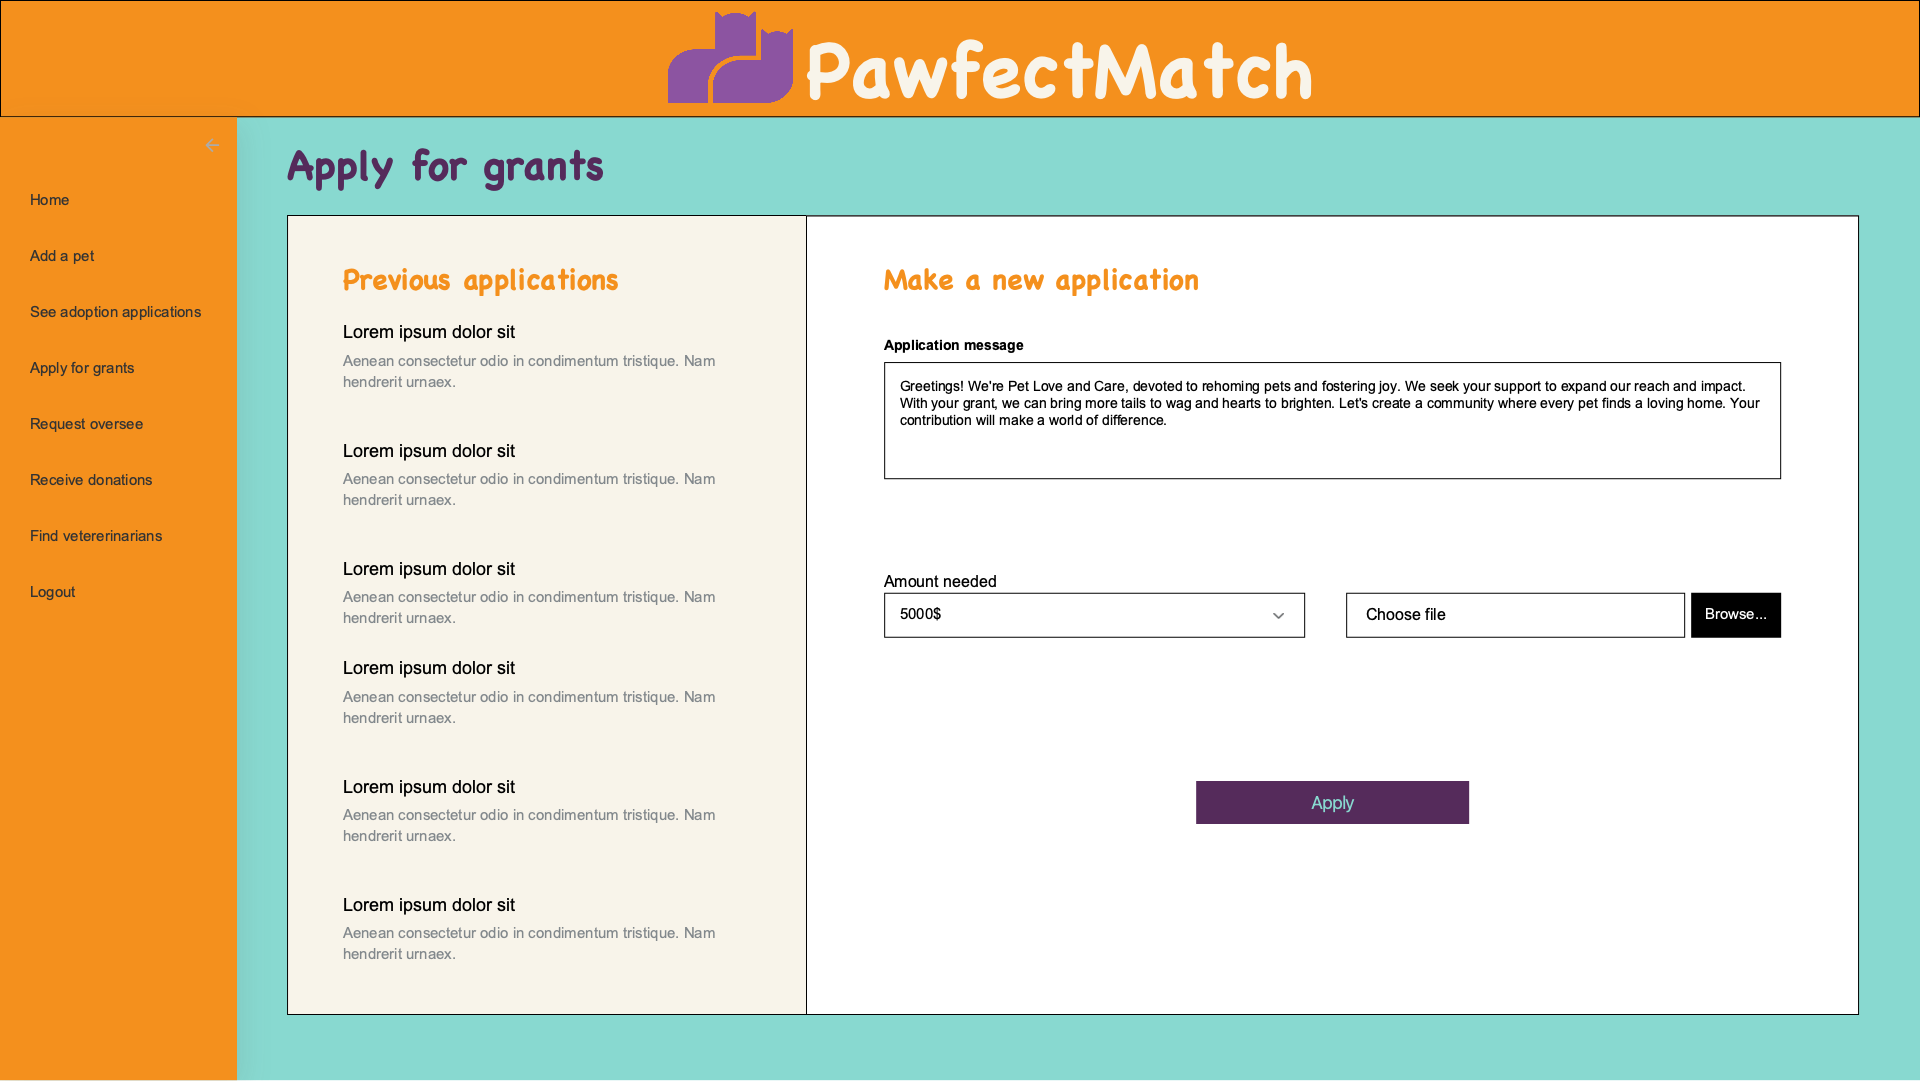 PawfectMatch
Home
Add a pet
See adoption applications
Apply for grants
Request oversee
Receive donations
Find vetererinarians
Logout
Apply for grants
Previous applications
Lorem ipsum dolor sit
Aenean consectetur odio in condimentum tristique. Nam
hendrerit urnaex.
Lorem ipsum dolor sit
Aenean consectetur odio in condimentum tristique. Nam
hendrerit urnaex.
Lorem ipsum dolor sit
Aenean consectetur odio in condimentum tristique. Nam
hendrerit urnaex.
Lorem ipsum dolor sit
Aenean consectetur odio in condimentum tristique. Nam
hendrerit urnaex.
Lorem ipsum dolor sit
Aenean consectetur odio in condimentum tristique. Nam
hendrerit urnaex.
Lorem ipsum dolor sit
Aenean consectetur odio in condimentum tristique. Nam
hendrerit urnaex.
Make a new application
Application message
Greetings! We're Pet Love and Care, devoted to rehoming pets and fostering joy. We seek your support to expand our reach and impact.
With your grant, we can bring more tails to wag and hearts to brighten. Let's create a community where every pet finds a loving home. Your
contribution will make a world of difference.
Amount needed
5000$
Choose file
Browse...
Apply